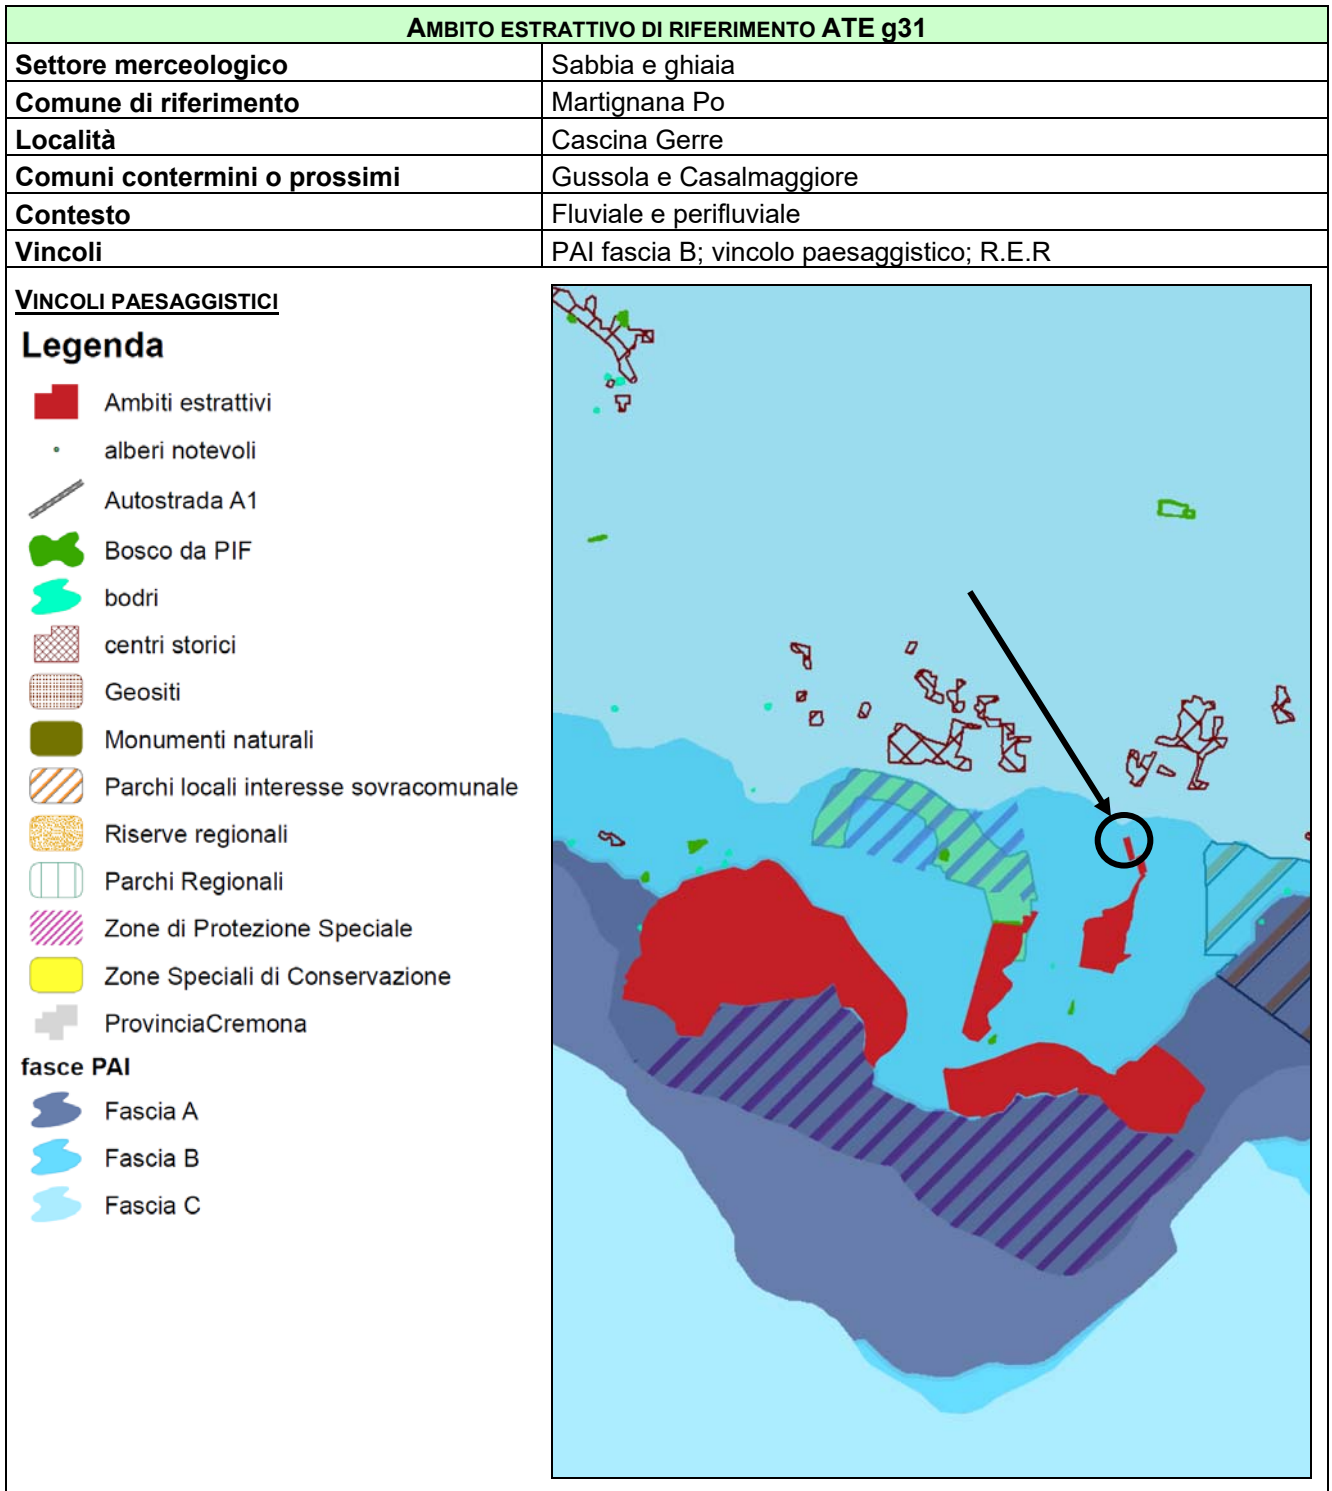 AMBITO ESTRATTIVO DI RIFERIMENTO ATE g31
Settore merceologico Sabbia e ghiaia
Comune di riferimento Martignana Po
Località Cascina Gerre
Comuni contermini o prossimi Gussola e Casalmaggiore
Contesto Fluviale e perifluviale
Vincoli PAI fascia B; vincolo paesaggistico; R.E.R
VINCOLI PAESAGGISTICI
Legenda
Ambiti estrattivi
alberi notevoli
Autostrada A1
Bosco da PIF
bodri
centri storici
Geositi
Monumenti naturali
Parchi locali interesse sovracomunale
Riserve regionali
Parchi Regionali
Zone di Protezione Speciale
Zone Speciali di Conservazione
ProvinciaCremona
fasce PAI
Fascia A
Fascia B
Fascia C